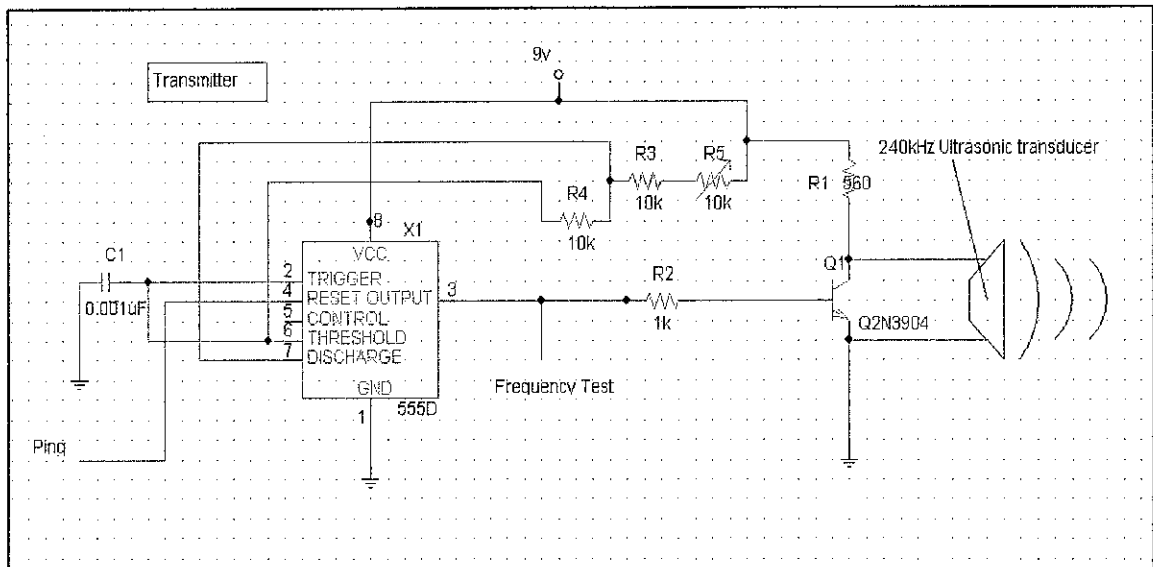 9v
Transmitter
240kHz Ultrasonic transducer
R3
R5
R1
560
R4
10k
10k
10k
8
X1
C1
VCC
Q1
2
TRIGGER
R2
4
RESET OUTPUT
3
0.001uF
5
CONTROL
6
THRESHOLD
1k
Q2N3904
7
DISCHARGE
GND
Frequency Test
1
555D
Ping